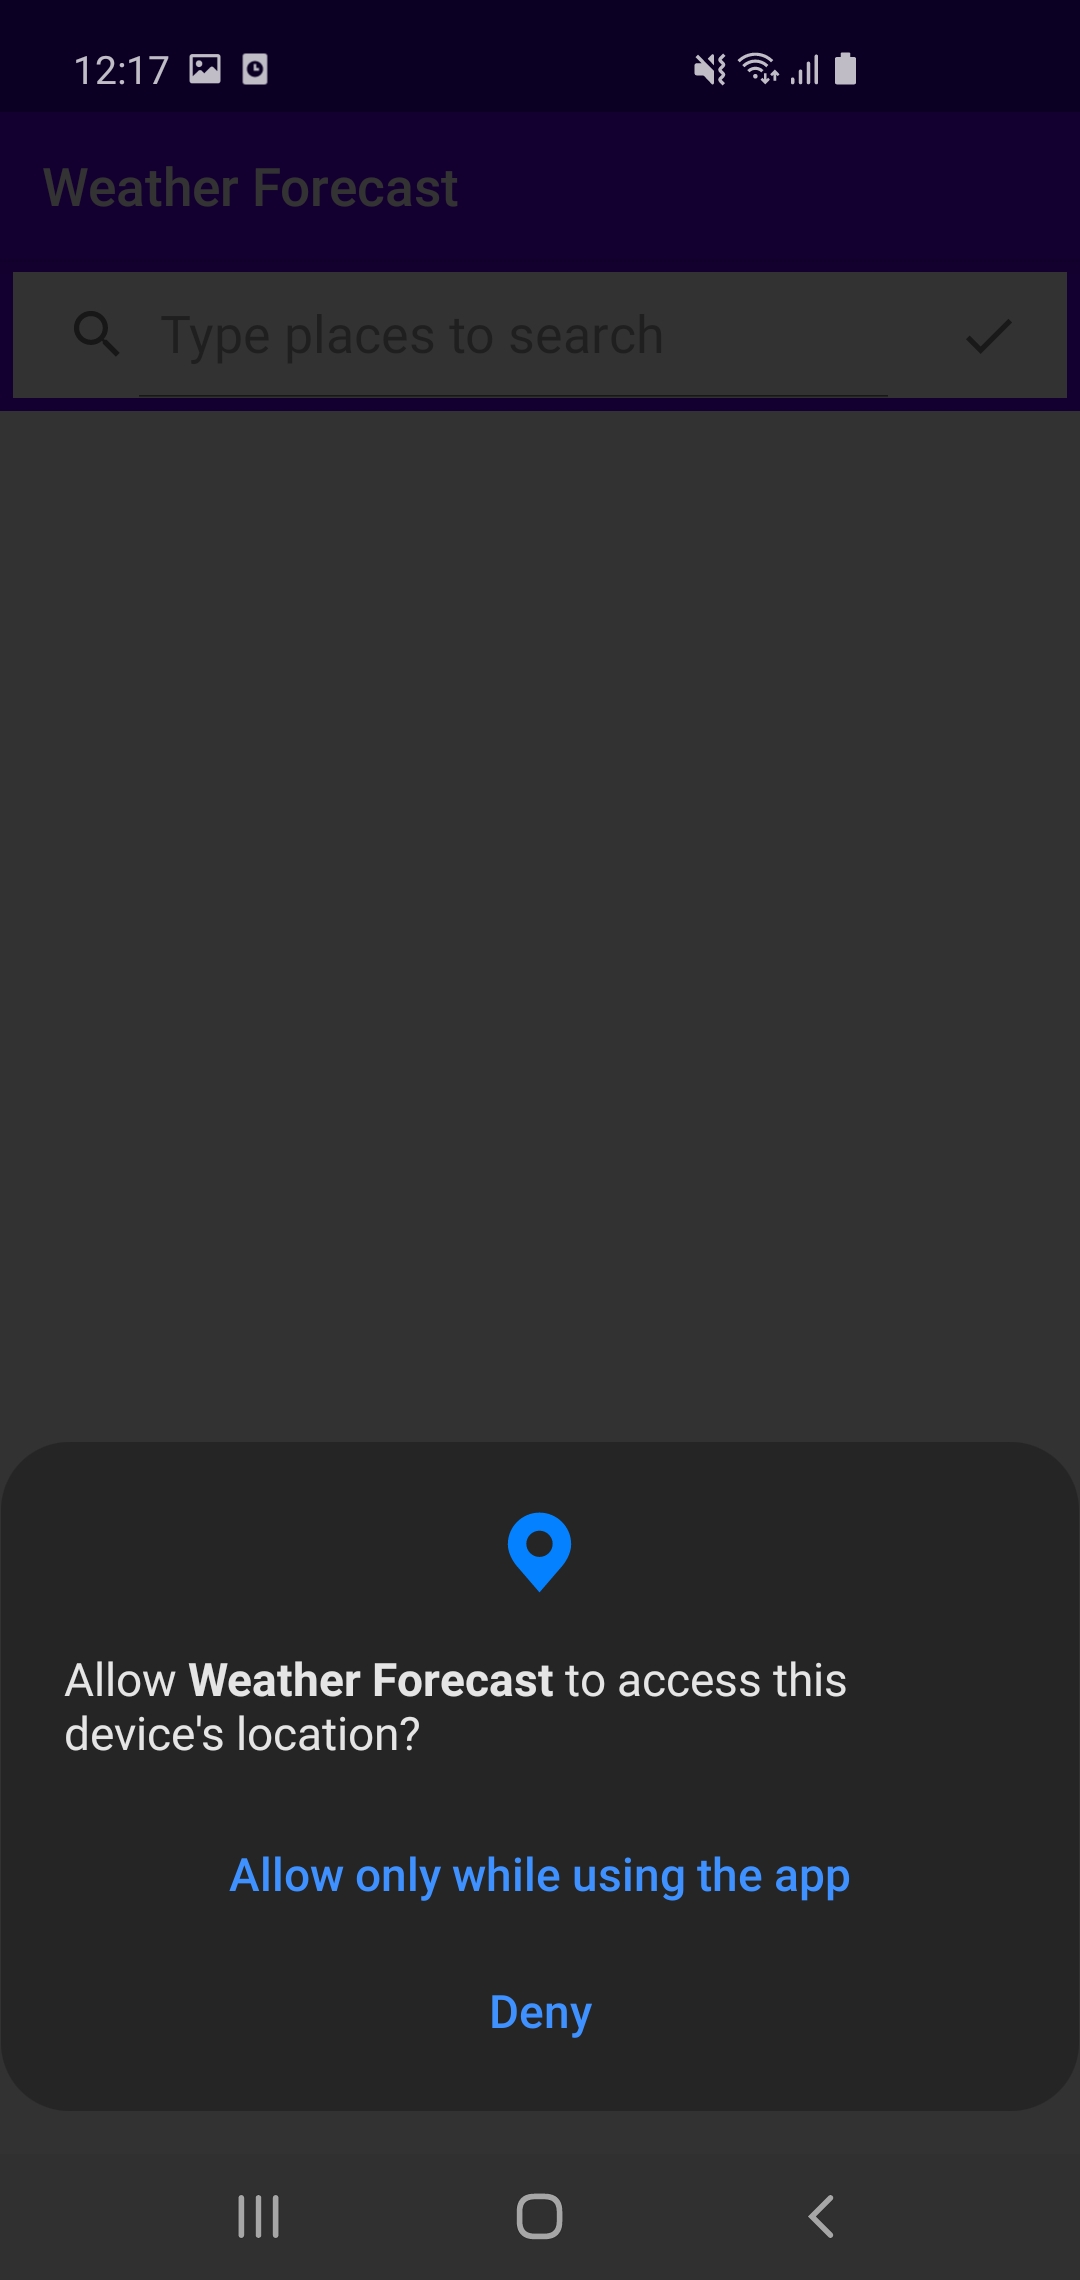 12:17
Weather Forecast
Type places to search
Allow Weather Forecast to access this
device's location?
Allow only while using the app
Deny